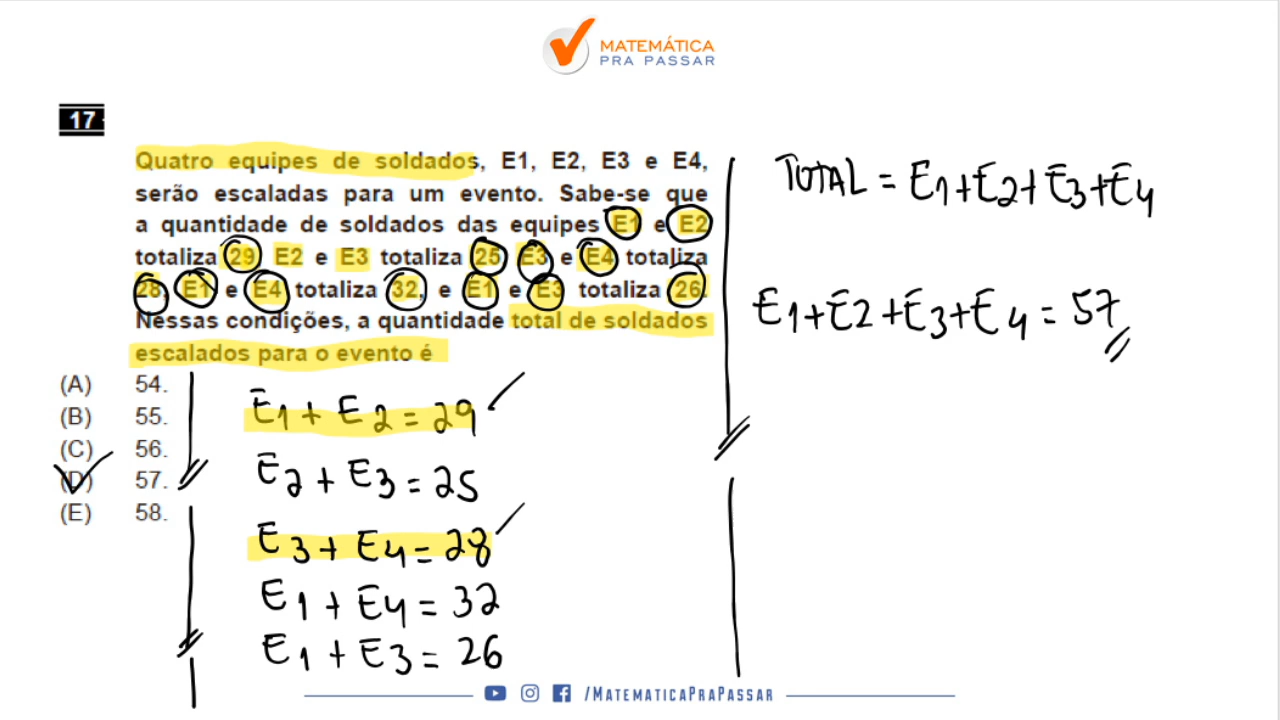 MATEMÁTICA
PRA PASSAR
17
Quatro equipes de soldados, E1, E2, E3 e E4,
serão escaladas para um evento. Sabe-se que
a quantidade de soldados das equipes E1 e E2
totaliza 29 E2 e E3 totaliza 25 E3 e E4 totaliza
28, E1 e E4 totaliza 32, e E1 e E3 totaliza 26.
Nessas condições, a quantidade total de soldados
escalados para o evento é
(A) 54.
(B) 55.
(C) 56.
(D) 57.
(E) 58.
E1 + E2 = 29
E2 + E3 = 25
E3 + E4 = 28
E1 + E4 = 32
E1 + E3 = 26
TOTAL = E1+E2+E3+E4
E1+E2+E3+E4 = 57
/MATEMATICAPRAPASSAR